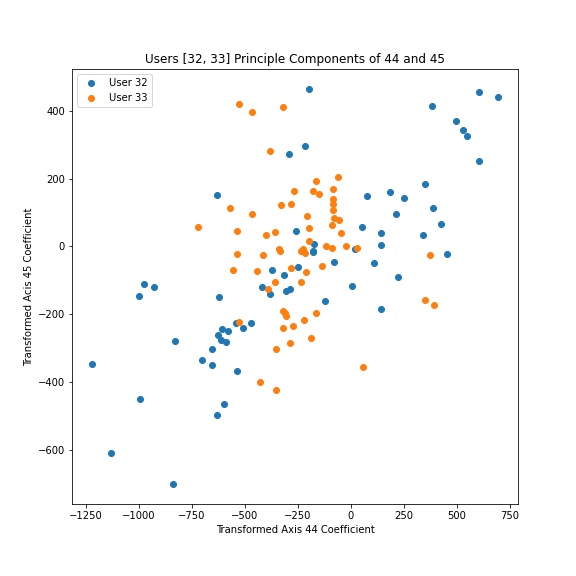 Users [32, 33] Principle Components of 44 and 45
User 32
User 33
Transformed Acis 45 Coefficient
400
200
0
−200
−400
−600
−1250 −1000 −750 −500 −250 0 250 500 750
Transformed Axis 44 Coefficient